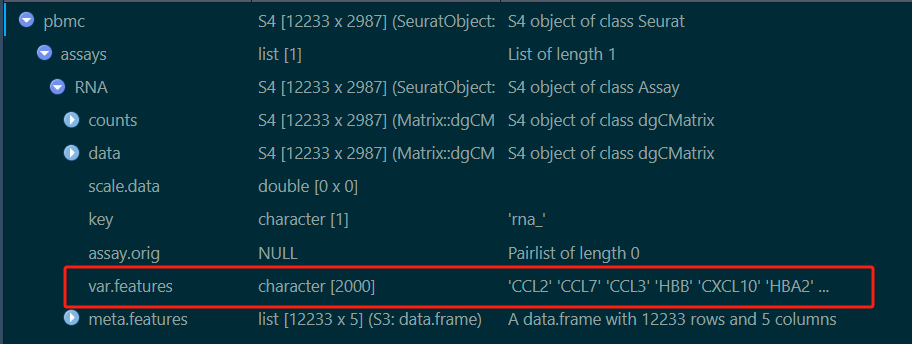 pbmc S4 [12233 x 2987] (SeuratObject: S4 object of class Seurat
assays list [1] List of length 1
RNA S4 [12233 x 2987] (SeuratObject: S4 object of class Assay
counts S4 [12233 x 2987] (Matrix::dgCM S4 object of class dgCMatrix
data S4 [12233 x 2987] (Matrix::dgCM S4 object of class dgCMatrix
scale.data double [0 x 0]
key character [1] 'rna_'
assay.orig NULL Pairlist of length 0
var.features character [2000] 'CCL2' 'CCL7' 'CCL3' 'HBB' 'CXCL10' 'HBA2' ...
meta.features list [12233 x 5] (S3: data.frame) A data.frame with 12233 rows and 5 columns